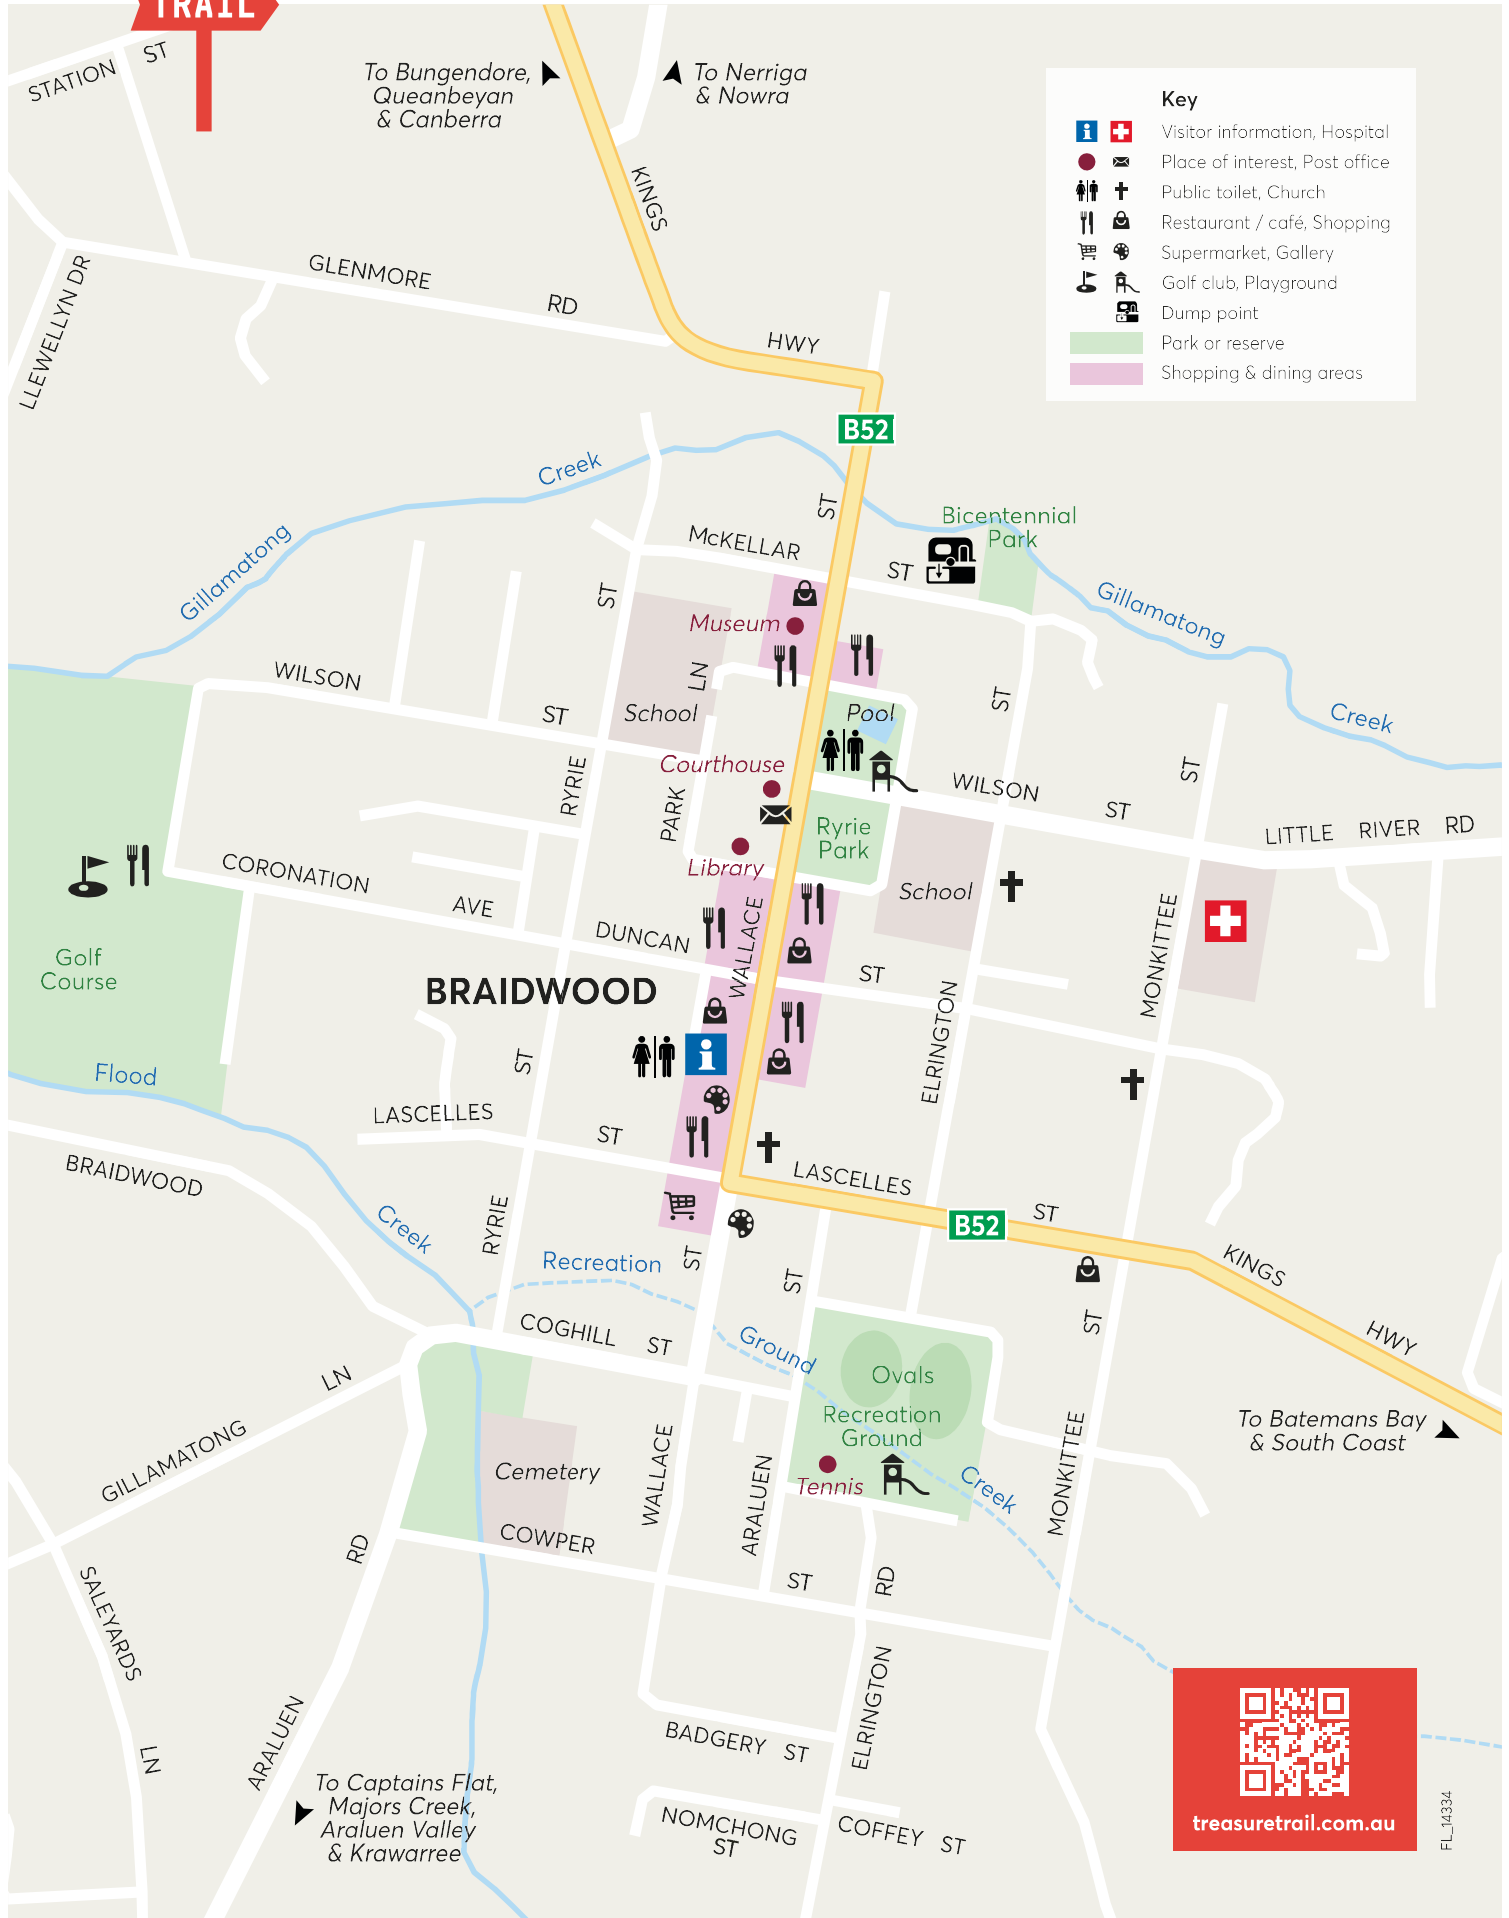 TRAIL
STATION ST
To Bungendore,
Queanbeyan
& Canberra
To Nerriga
& Nowra
Key
Visitor information, Hospital
Place of interest, Post office
Public toilet, Church
Restaurant / café, Shopping
Supermarket, Gallery
Golf club, Playground
Dump point
Park or reserve
Shopping & dining areas
KINGS
HWY
GLENMORE RD
LLEWELLYN DR
B52
Gillamatong
Creek
ST
McKELLAR
ST
Bicentennial
Park
Gillamatong
Creek
ST
Museum
LN
School
WILSON
ST
Pool
ST
Courthouse
RYRIE
PARK
WILSON
ST
ST
LITTLE RIVER RD
Ryrie
Park
Library
School
CORONATION
AVE
DUNCAN
WALLACE
ST
MONKITTEE
Golf
Course
BRAIDWOOD
ELRINGTON
ST
Flood
LASCELLES
ST
BRAIDWOOD
Creek
RYRIE
LASCELLES
B52
ST
KINGS
HWY
Recreation
ST
ST
ST
COGHILL
ST
Ground
Ovals
Recreation
Ground
Tennis
Creek
To Batemans Bay
& South Coast
GILLAMATONG
LN
Cemetery
WALLACE
ARALUEN
MONKITTEE
COWPER
ST
RD
RD
SALEYARDS
LN
ARALUEN
BADGERY ST
ELRINGTON
To Captains Flat,
Majors Creek,
Araluen Valley
& Krawarree
NOMCHONG
ST
COFFEY ST
treasuretrail.com.au
FL_14334